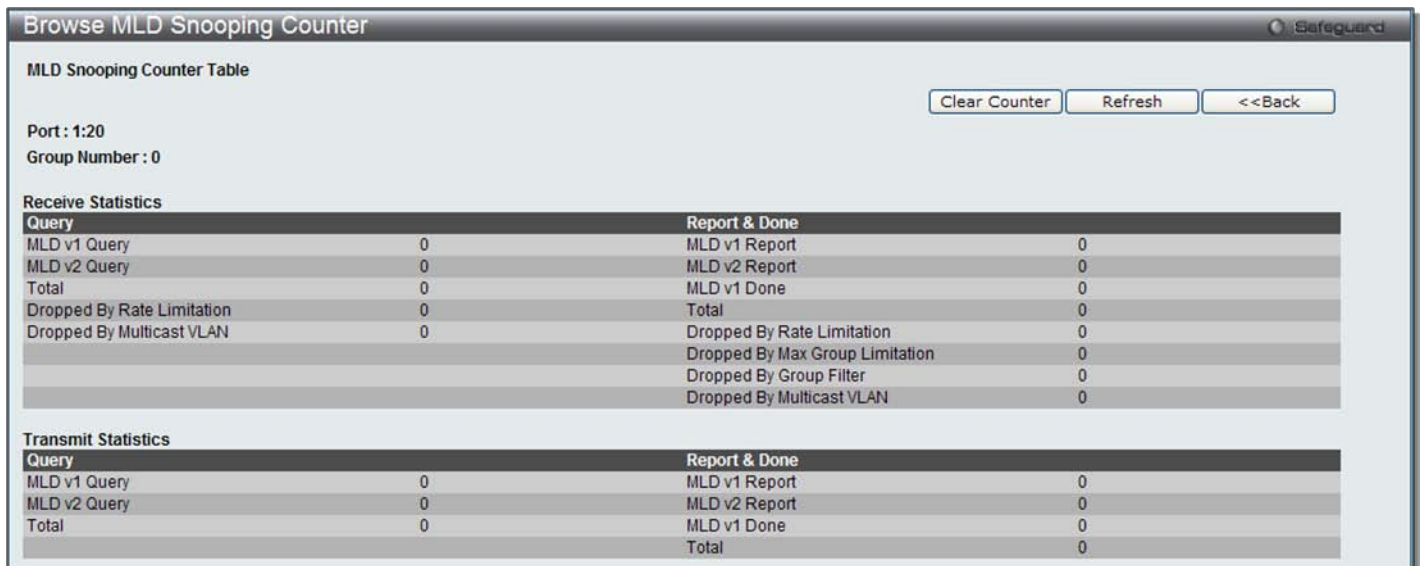 Browse MLD Snooping Counter
Safeguard
MLD Snooping Counter Table
Clear Counter Refresh <<Back
Port : 1:20
Group Number : 0
Receive Statistics
Query Report & Done
MLD v1 Query 0 MLD v1 Report 0
MLD v2 Query 0 MLD v2 Report 0
Total 0 MLD v1 Done 0
Dropped By Rate Limitation 0 Total 0
Dropped By Multicast VLAN 0 Dropped By Rate Limitation 0
Dropped By Max Group Limitation 0
Dropped By Group Filter 0
Dropped By Multicast VLAN 0
Transmit Statistics
Query Report & Done
MLD v1 Query 0 MLD v1 Report 0
MLD v2 Query 0 MLD v2 Report 0
Total 0 MLD v1 Done 0
Total 0